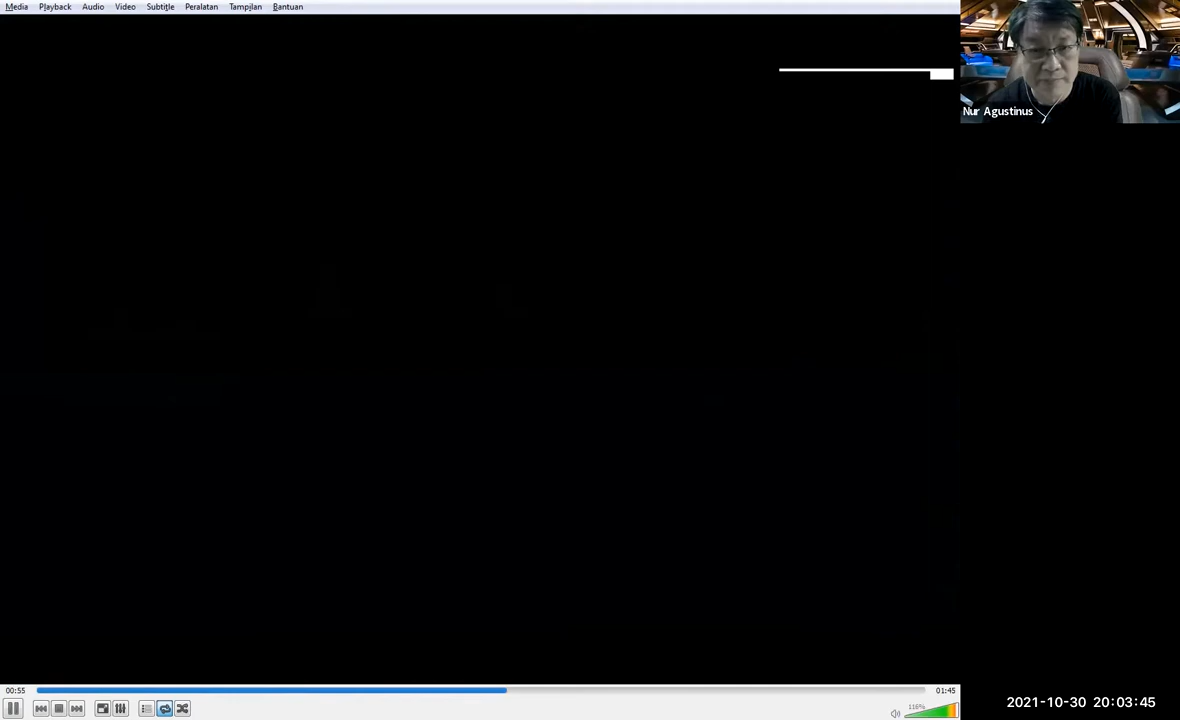 Media Playback Audio Video Subtitle Peralatan Tampilan Bantuan
Nur Agustinus
00:55
01:45
116%
2021-10-30 20:03:45